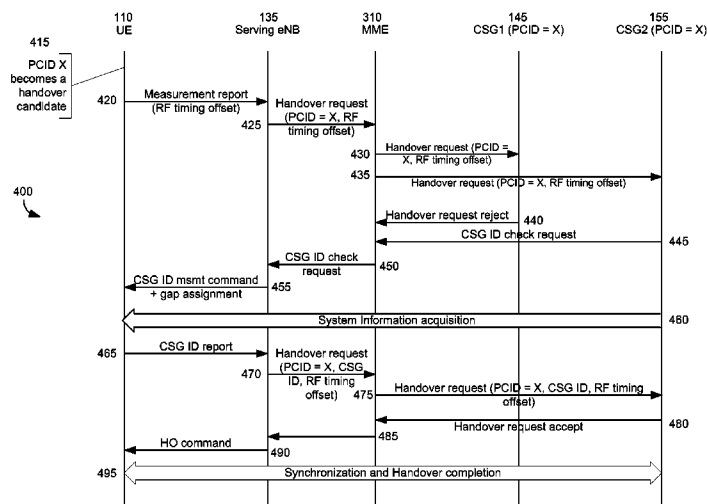 110
UE
135
Serving eNB
310
MME
145
CSG1 (PCID = X)
155
CSG2 (PCID = X)
415
PCID X
becomes a
handover
candidate
420
Measurement report
(RF timing offset)
425
Handover request
(PCID = X, RF
timing offset)
430
Handover request (PCID =
X, RF timing offset)
435
Handover request (PCID = X, RF timing offset)
400
Handover request reject
440
CSG ID check request
445
CSG ID check
request
450
CSG ID msmt command
+ gap assignment
455
System Information acquisition
460
465
CSG ID report
470
Handover request
(PCID = X, CSG
ID, RF timing
offset)
475
Handover request (PCID = X, CSG ID, RF timing
offset)
480
Handover request accept
485
HO command
490
495
Synchronization and Handover completion